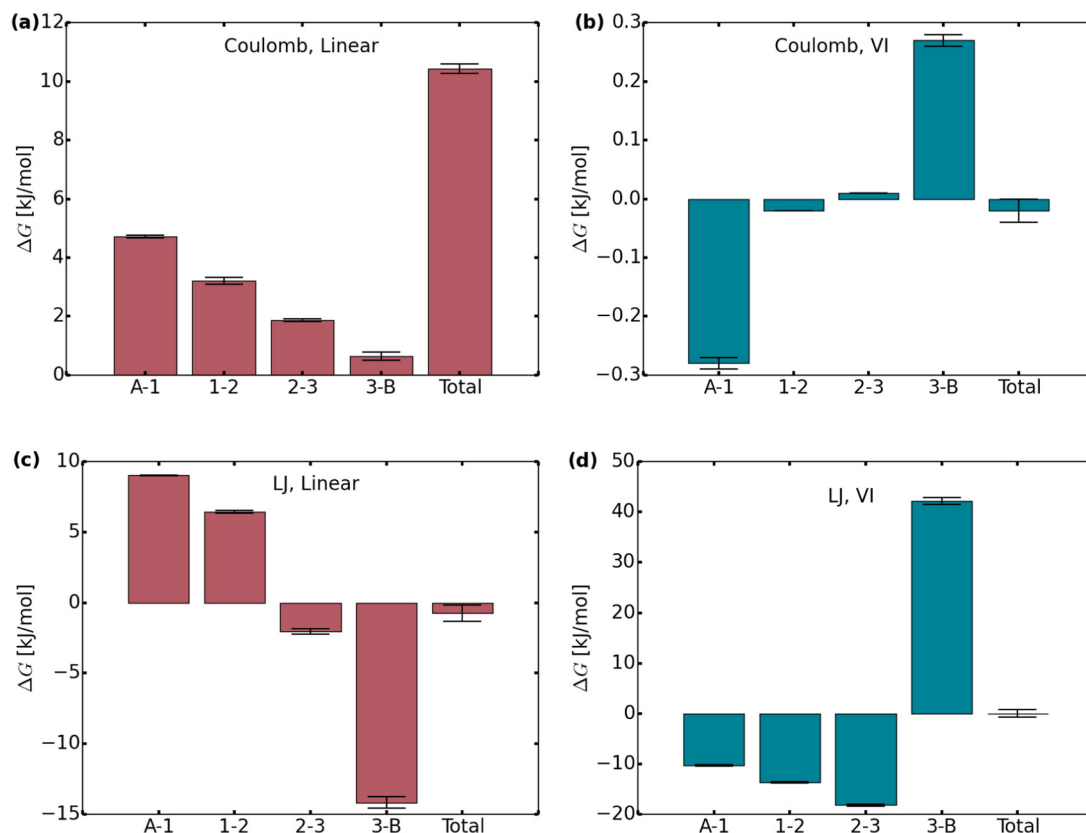 (a)
Coulomb, Linear
ΔG [kJ/mol]
12
10
8
6
4
2
0
A-1 1-2 2-3 3-B Total
(b)
Coulomb, VI
ΔG [kJ/mol]
0.3
0.2
0.1
0.0
−0.1
−0.2
−0.3
A-1 1-2 2-3 3-B Total
(c)
LJ, Linear
ΔG [kJ/mol]
10
5
0
−5
−10
−15
A-1 1-2 2-3 3-B Total
(d)
LJ, VI
ΔG [kJ/mol]
50
40
30
20
10
0
−10
−20
A-1 1-2 2-3 3-B Total